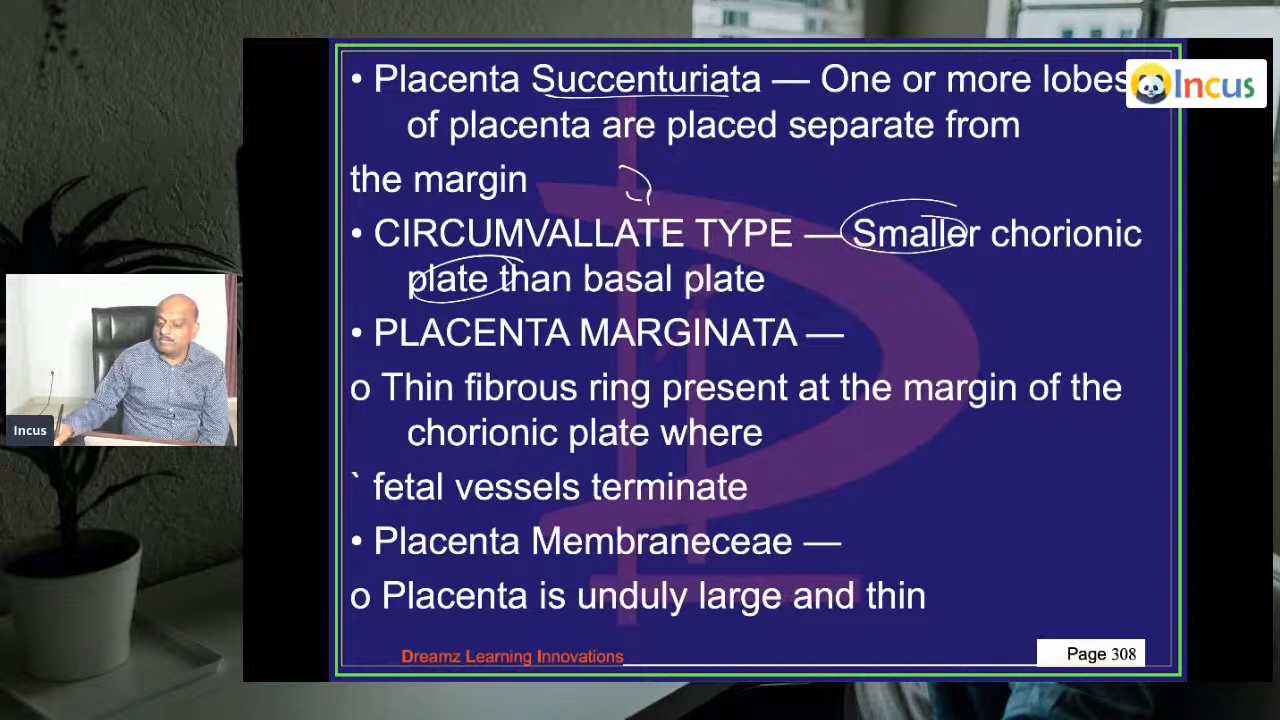 • Placenta Succenturiata — One or more lobes
of placenta are placed separate from
the margin
• CIRCUMVALLATE TYPE — Smaller chorionic
plate than basal plate
• PLACENTA MARGINATA —
o Thin fibrous ring present at the margin of the
chorionic plate where
` fetal vessels terminate
• Placenta Membraneceae —
o Placenta is unduly large and thin
Dreamz Learning Innovations
Page 308
Incus
Incus